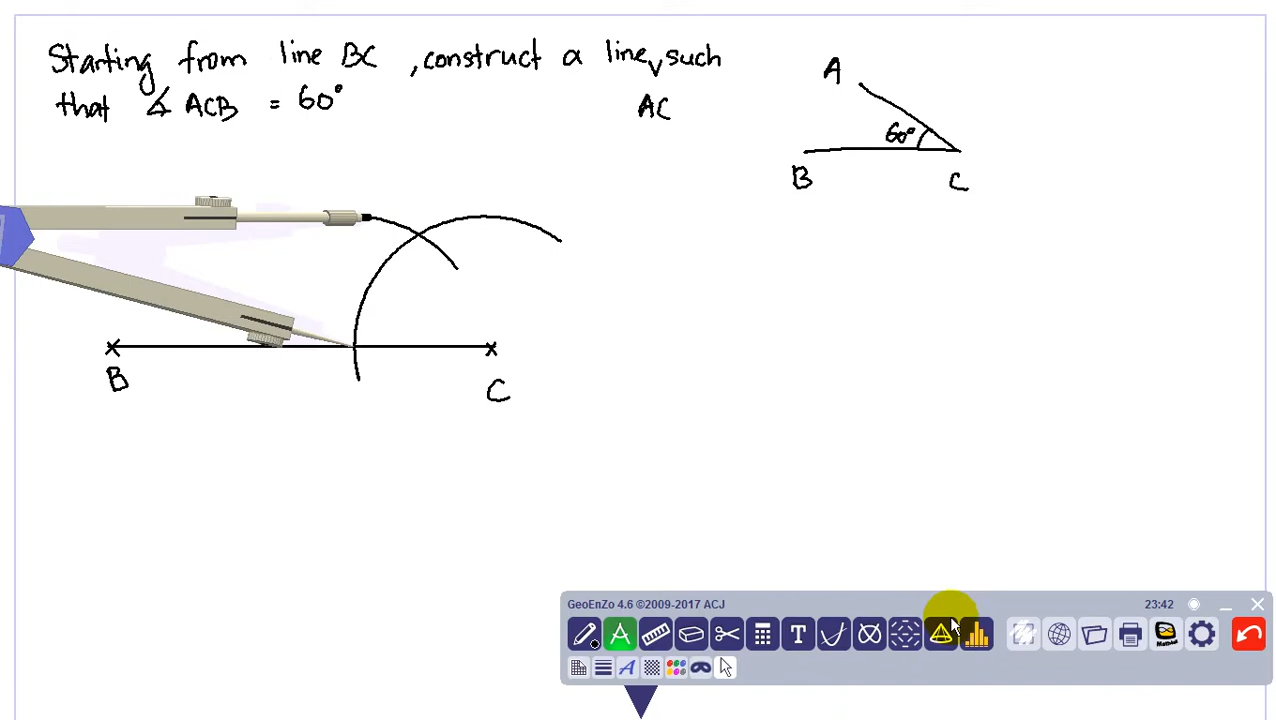 Starting from line BC , construct a line ∨ such
that ∡ ACB = 60°
AC
A
60°
B
C
B
C
GeoEnZo 4.6 ©2009-2017 ACJ
23:42
T
A